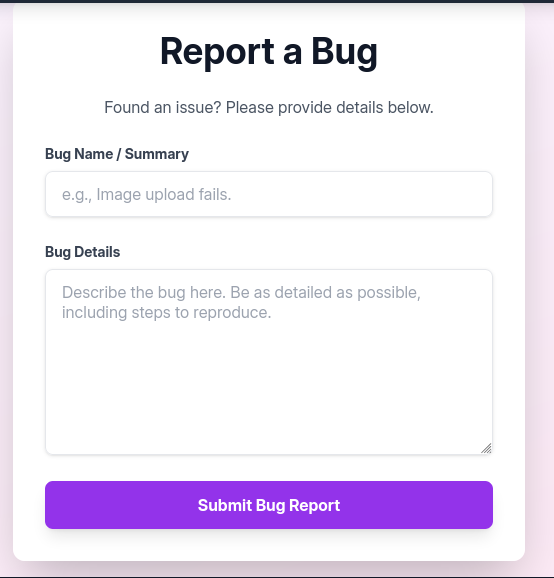 Report a Bug
Found an issue? Please provide details below.
Bug Name / Summary
e.g., Image upload fails.
Bug Details
Describe the bug here. Be as detailed as possible,
including steps to reproduce.
Submit Bug Report